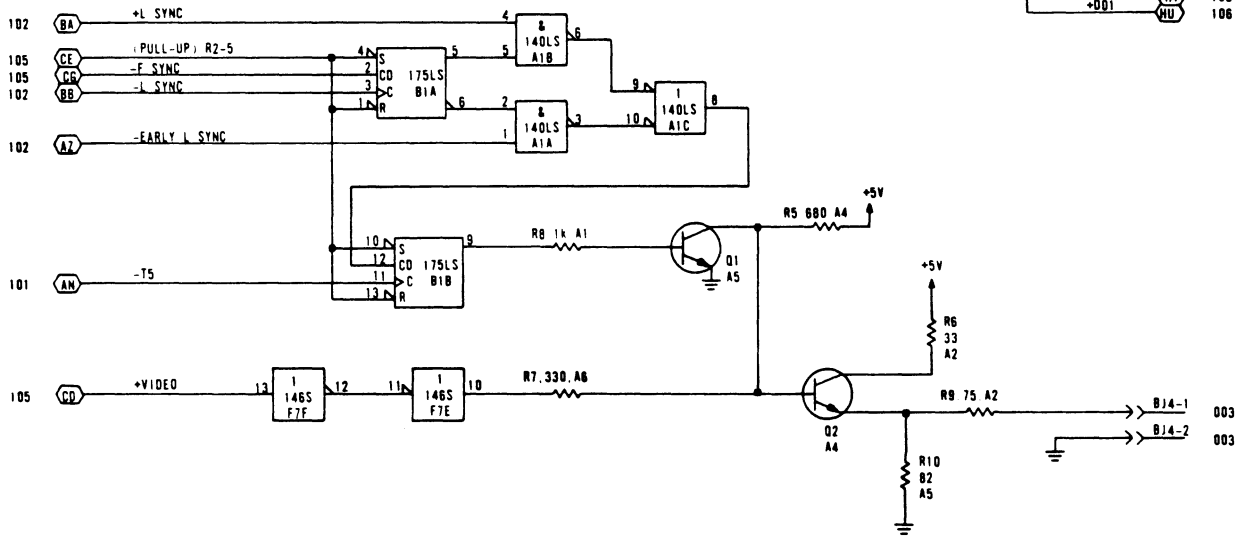 +D01
HU 106
102 BA +L SYNC 4
&
140LS
A1B
6
105 CE (PULL-UP) R2-5 4 S 5 5
105 CG -F SYNC 2 CD 175LS
102 BB -L SYNC 3 C B1A
1 R 6 2
&
140LS
A1A
3
9 1
140LS
10 A1C
8
102 AZ -EARLY L SYNC 1
+5V
R5 680 A4
10 S 9 R8 1k A1
12 CD 175LS
101 AN -T5 11 C B1B
13 R
Q1
A5
+5V
R6
33
A2
105 CD +VIDEO 13 1 12 11 1 10 R7,330,A6
146S
F7F
146S
F7E
Q2
A4
R9 75 A2
BJ4-1 003
BJ4-2 003
R10
82
A5